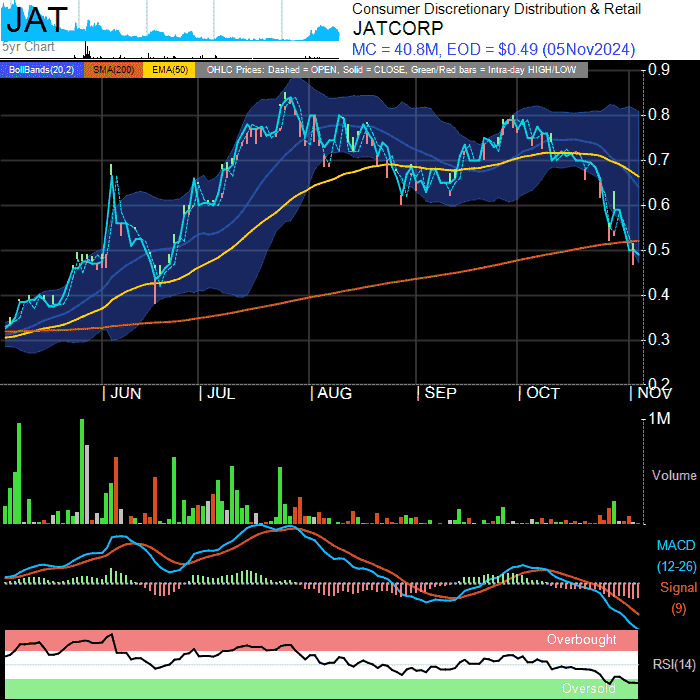 JAT
5yr Chart
Consumer Discretionary Distribution & Retail
JATCORP
MC = 40.8M, EOD = $0.49 (05Nov2024)
BollBands(20,2) SMA(200) EMA(50) OHLC Prices: Dashed = OPEN, Solid = CLOSE, Green/Red bars = Intra-day HIGH/LOW
0.9
0.8
0.7
0.6
0.5
0.4
0.3
0.2
JUN JUL AUG SEP OCT NOV
1M
Volume
MACD
(12-26)
Signal
(9)
Overbought
RSI(14)
Oversold